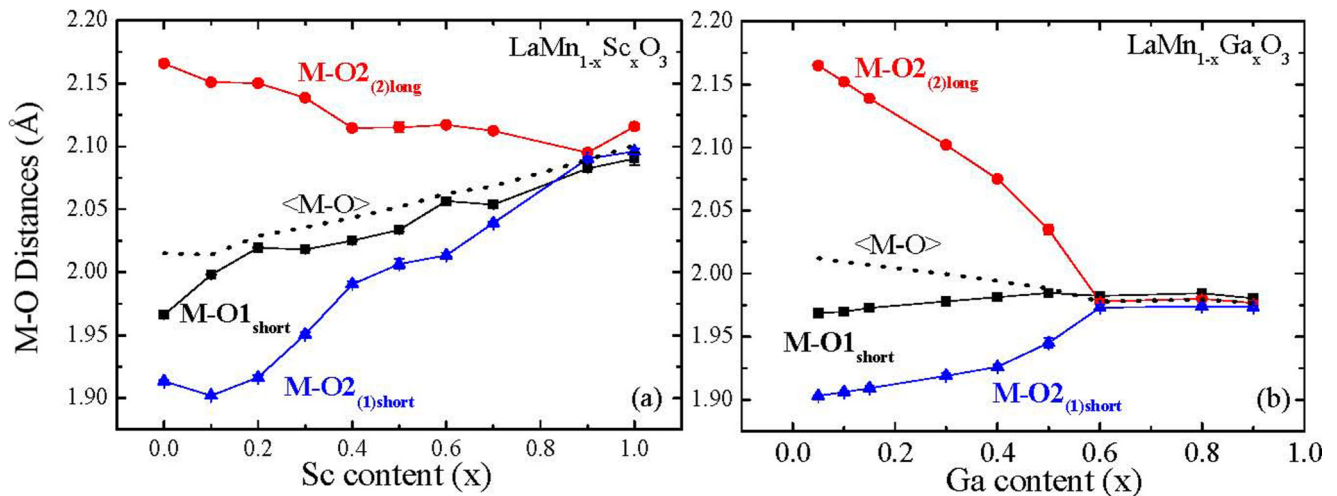 M-O Distances (Å)
2.20
2.15
2.10
2.05
2.00
1.95
1.90
LaMn1-xScxO3
M-O2(2)long
<M-O>
M-O1short
M-O2(1)short
(a)
0.0 0.2 0.4 0.6 0.8 1.0
Sc content (x)
2.20
2.15
2.10
2.05
2.00
1.95
1.90
LaMn1-xGaxO3
M-O2(2)long
<M-O>
M-O1short
M-O2(1)short
(b)
0.0 0.2 0.4 0.6 0.8 1.0
Ga content (x)